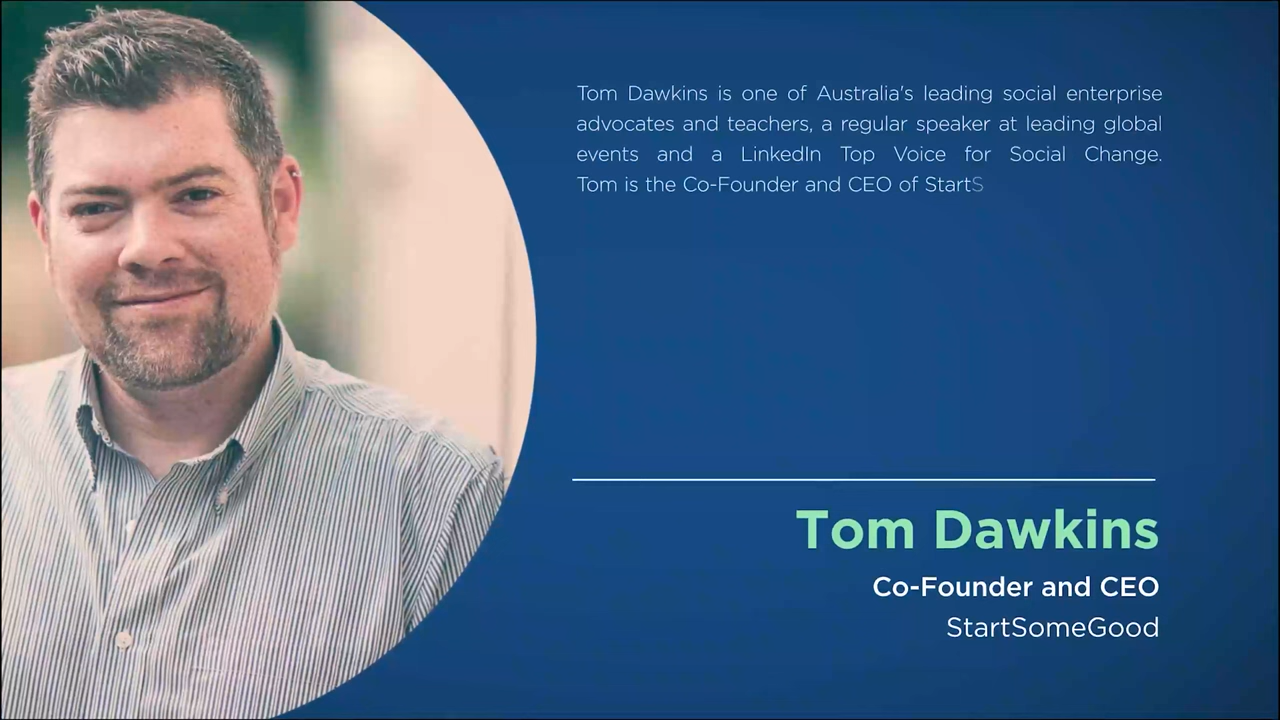 Tom Dawkins is one of Australia's leading social enterprise
advocates and teachers, a regular speaker at leading global
events and a LinkedIn Top Voice for Social Change.
Tom is the Co-Founder and CEO of StartS
Tom Dawkins
Co-Founder and CEO
StartSomeGood